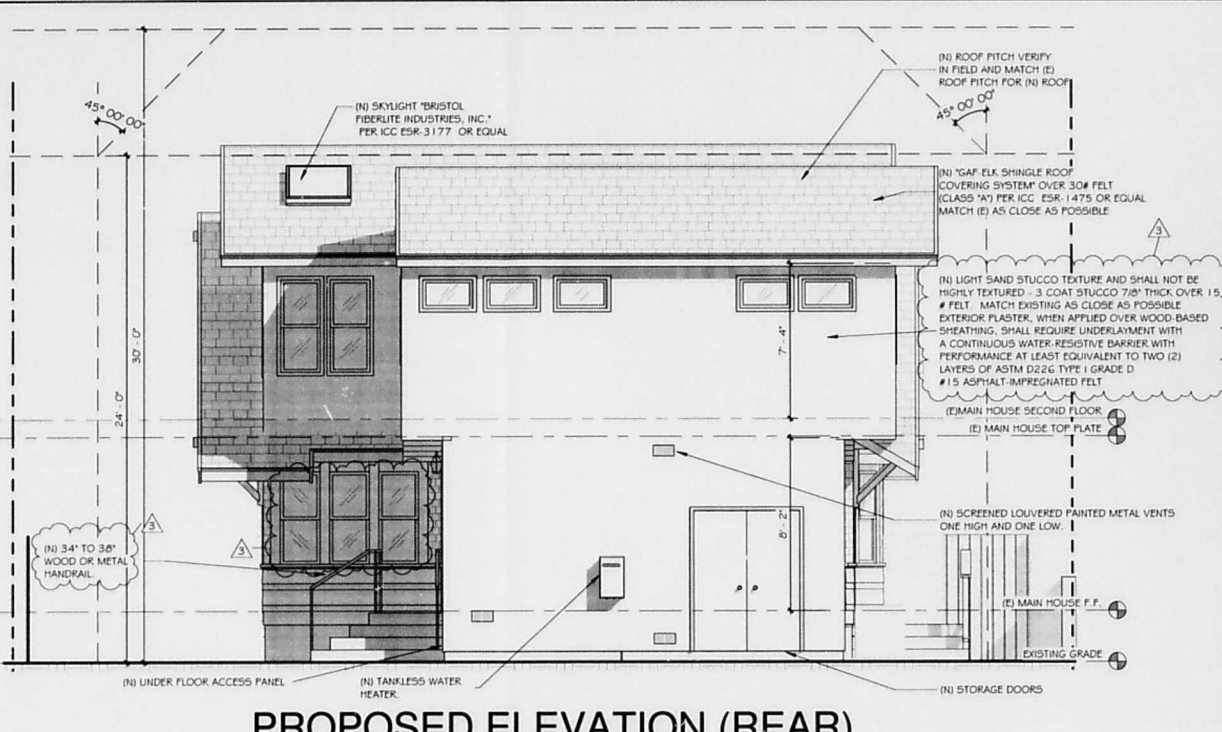 (N) ROOF PITCH VERIFY
IN FIELD AND MATCH (E)
ROOF PITCH FOR (N) ROOF
45° 00' 00"
45° 00' 00"
(N) SKYLIGHT "BRISTOL
FIBERLITE INDUSTRIES, INC."
PER ICC ESR-3177 OR EQUAL
(N) "GAF-ELK SHINGLE ROOF
COVERING SYSTEM" OVER 30# FELT
(CLASS "A") PER ICC ESR-1475 OR EQUAL
MATCH (E) AS CLOSE AS POSSIBLE
3
(N) LIGHT SAND STUCCO TEXTURE AND SHALL NOT BE
HIGHLY TEXTURED - 3 COAT STUCCO 7/8" THICK OVER 15
# FELT. MATCH EXISTING AS CLOSE AS POSSIBLE
EXTERIOR PLASTER, WHEN APPLIED OVER WOOD-BASED
SHEATHING, SHALL REQUIRE UNDERLAYMENT WITH
A CONTINUOUS WATER-RESISTIVE BARRIER WITH
PERFORMANCE AT LEAST EQUIVALENT TO TWO (2)
LAYERS OF ASTM D226 TYPE I GRADE D
#15 ASPHALT-IMPREGNATED FELT
30' - 0"
24' - 0"
7' - 4"
(E)MAIN HOUSE SECOND FLOOR
(E) MAIN HOUSE TOP PLATE
8' - 2"
(N) SCREENED LOUVERED PAINTED METAL VENTS
ONE HIGH AND ONE LOW.
3
(N) 34" TO 38"
WOOD OR METAL
HANDRAIL.
3
(E) MAIN HOUSE F.F.
EXISTING GRADE
(N) UNDER FLOOR ACCESS PANEL
(N) TANKLESS WATER
HEATER.
(N) STORAGE DOORS
PROPOSED ELEVATION (REAR)